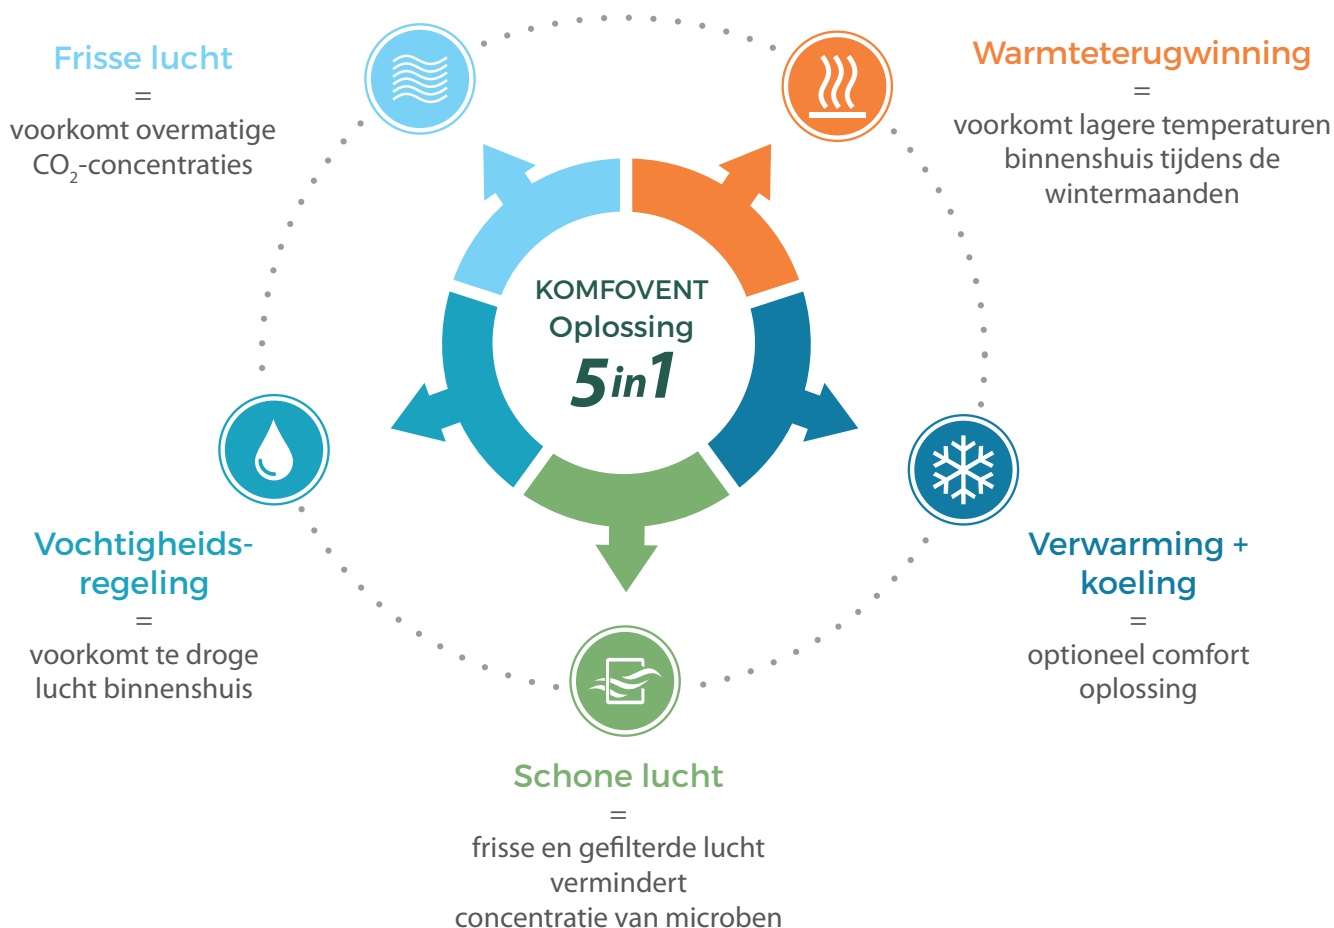 Frisse lucht
=
voorkomt overmatige
CO₂-concentraties
Warmteterugwinning
=
voorkomt lagere temperaturen
binnenshuis tijdens de
wintermaanden
KOMFOVENT
Oplossing
5in1
Vochtigheids-
regeling
=
voorkomt te droge
lucht binnenshuis
Verwarming +
koeling
=
optioneel comfort
oplossing
Schone lucht
=
frisse en gefilterde lucht
vermindert
concentratie van microben